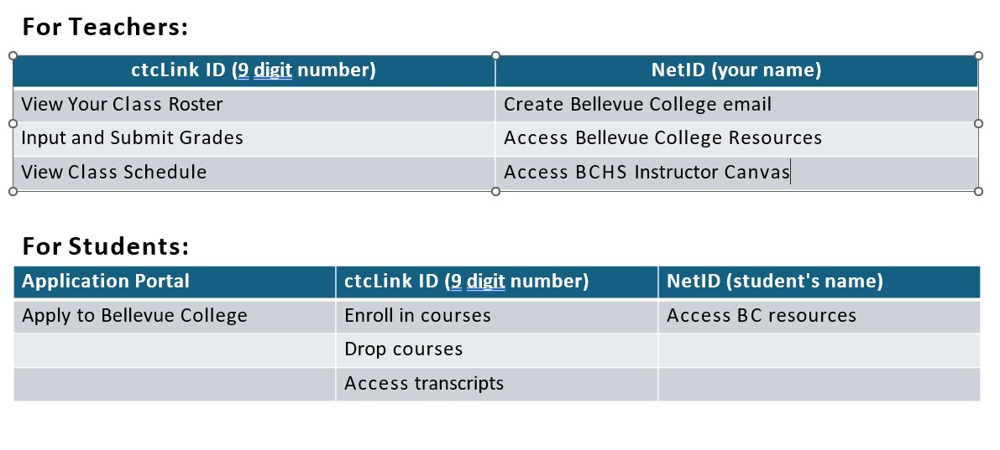 For Teachers:
ctcLink ID (9 digit number) NetID (your name)
View Your Class Roster Create Bellevue College email
Input and Submit Grades Access Bellevue College Resources
View Class Schedule Access BCHS Instructor Canvas
For Students:
Application Portal ctcLink ID (9 digit number) NetID (student's name)
Apply to Bellevue College Enroll in courses Access BC resources
Drop courses
Access transcripts